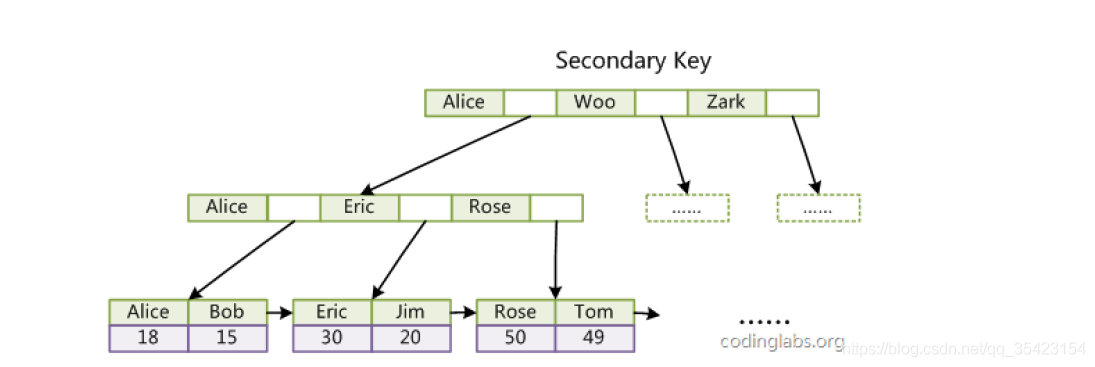 Secondary Key
Alice Woo Zark
Alice Eric Rose
...... ......
Alice Bob Eric Jim Rose Tom
18 15 30 20 50 49
......
codinglabs.org
https://blog.csdn.net/qq_35423154